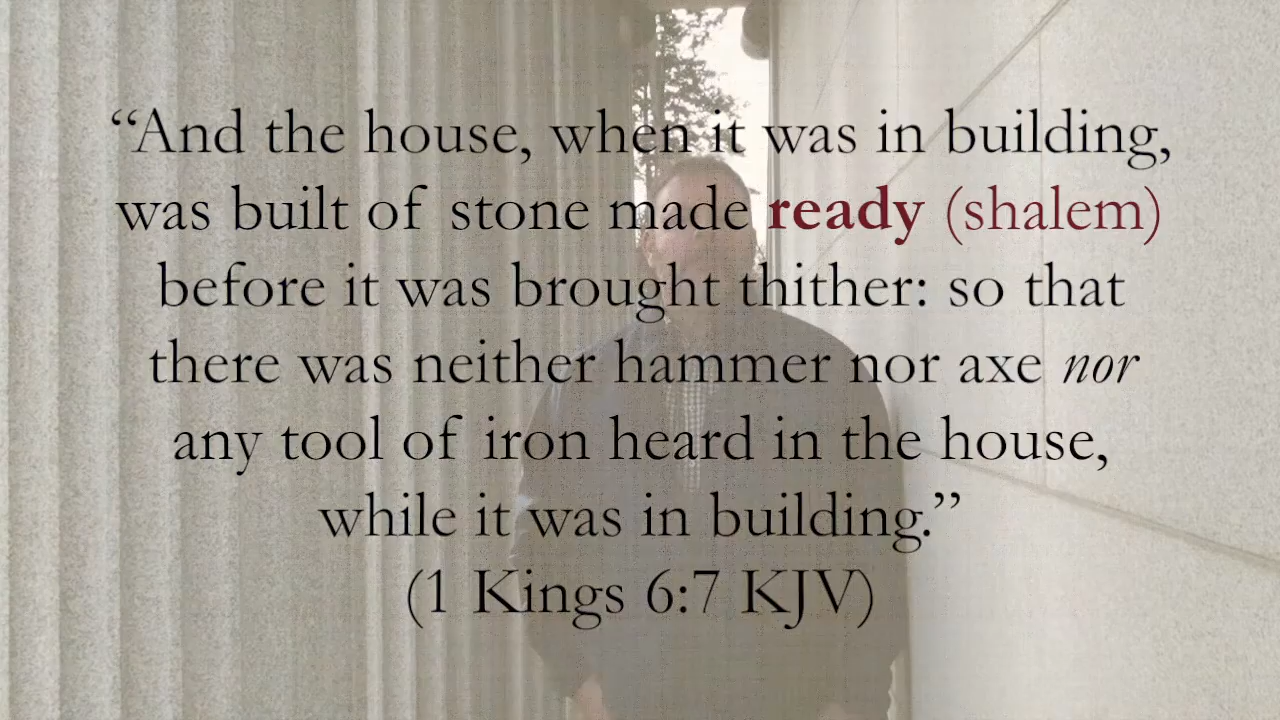 “And the house, when it was in building,
was built of stone made ready (shalem)
before it was brought thither: so that
there was neither hammer nor axe nor
any tool of iron heard in the house,
while it was in building.”
(1 Kings 6:7 KJV)